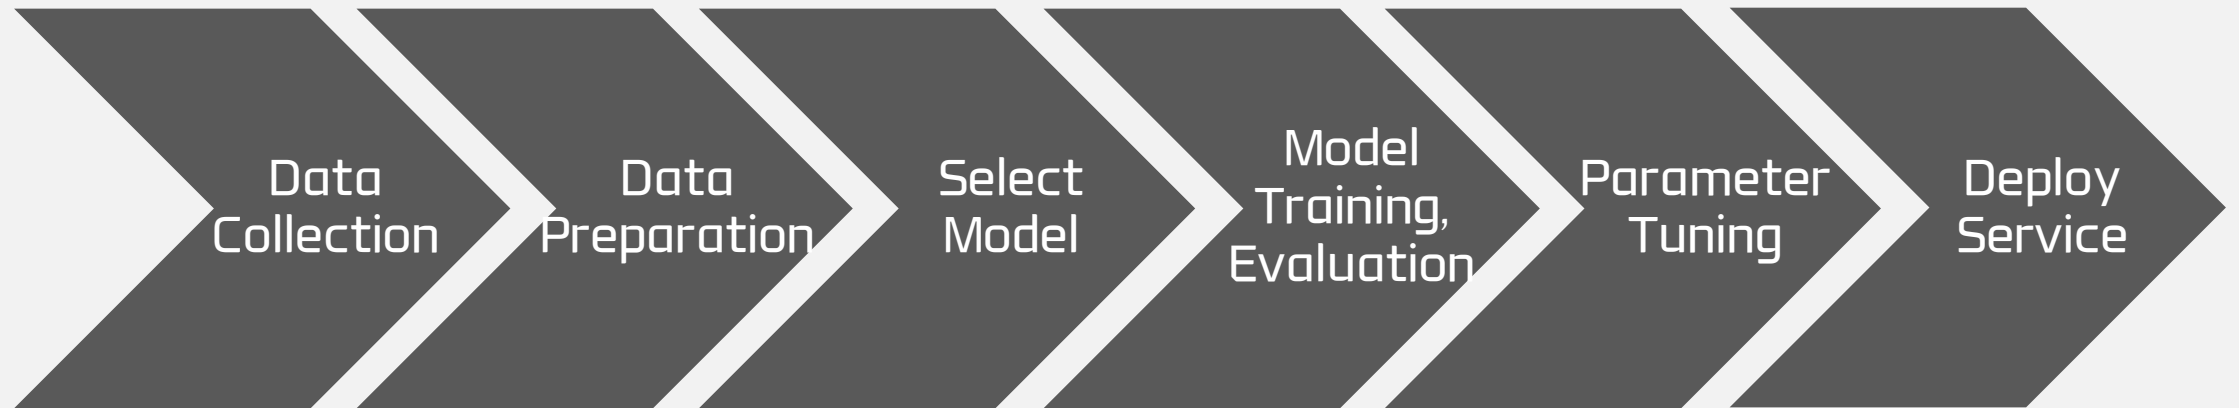 Data
Collection
Data
Preparation
Select
Model
Model
Training,
Evaluation
Parameter
Tuning
Deploy
Service